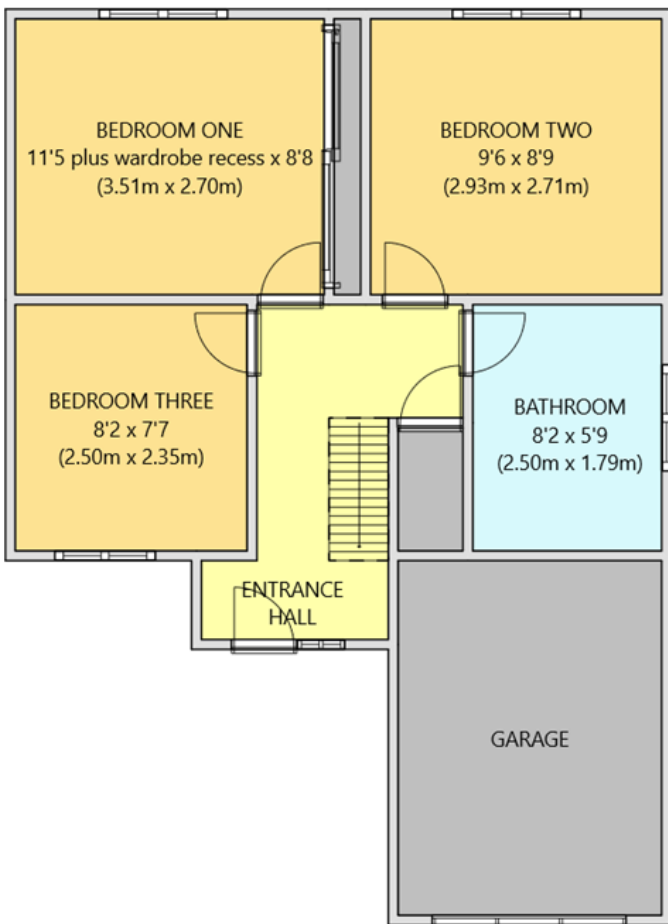 BEDROOM ONE
11'5 plus wardrobe recess x 8'8
(3.51m x 2.70m)
BEDROOM TWO
9'6 x 8'9
(2.93m x 2.71m)
BEDROOM THREE
8'2 x 7'7
(2.50m x 2.35m)
BATHROOM
8'2 x 5'9
(2.50m x 1.79m)
ENTRANCE
HALL
GARAGE